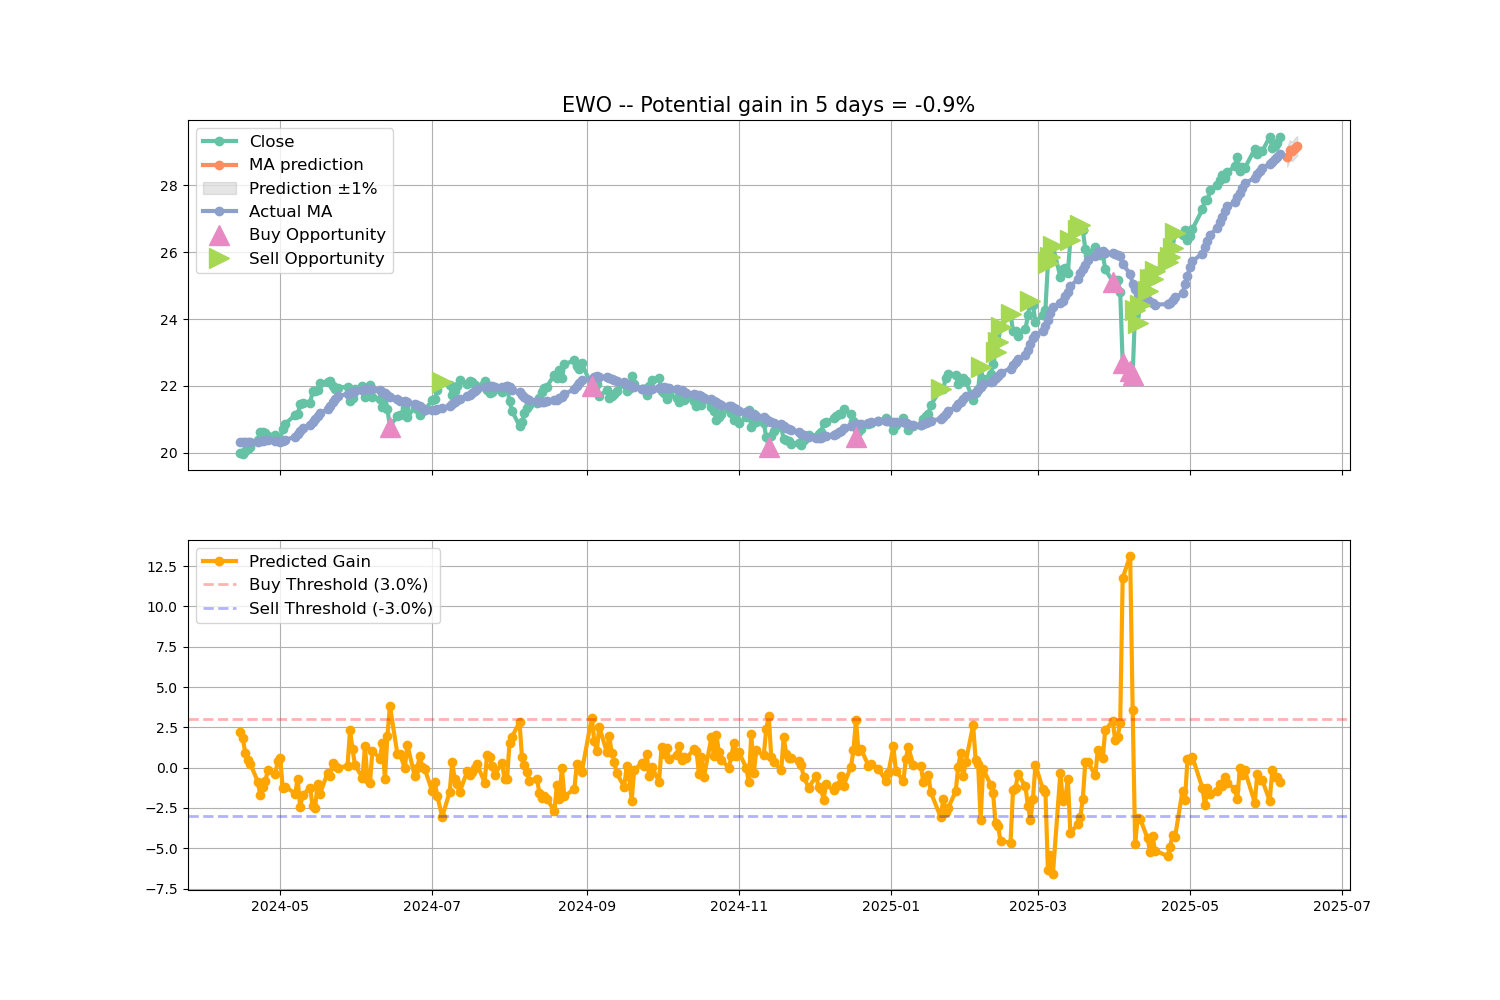 EWO -- Potential gain in 5 days = -0.9%
Close
MA prediction
Prediction ±1%
Actual MA
Buy Opportunity
Sell Opportunity
28
26
24
22
20
Predicted Gain
Buy Threshold (3.0%)
Sell Threshold (-3.0%)
12.5
10.0
7.5
5.0
2.5
0.0
−2.5
−5.0
−7.5
2024-05 2024-07 2024-09 2024-11 2025-01 2025-03 2025-05 2025-07